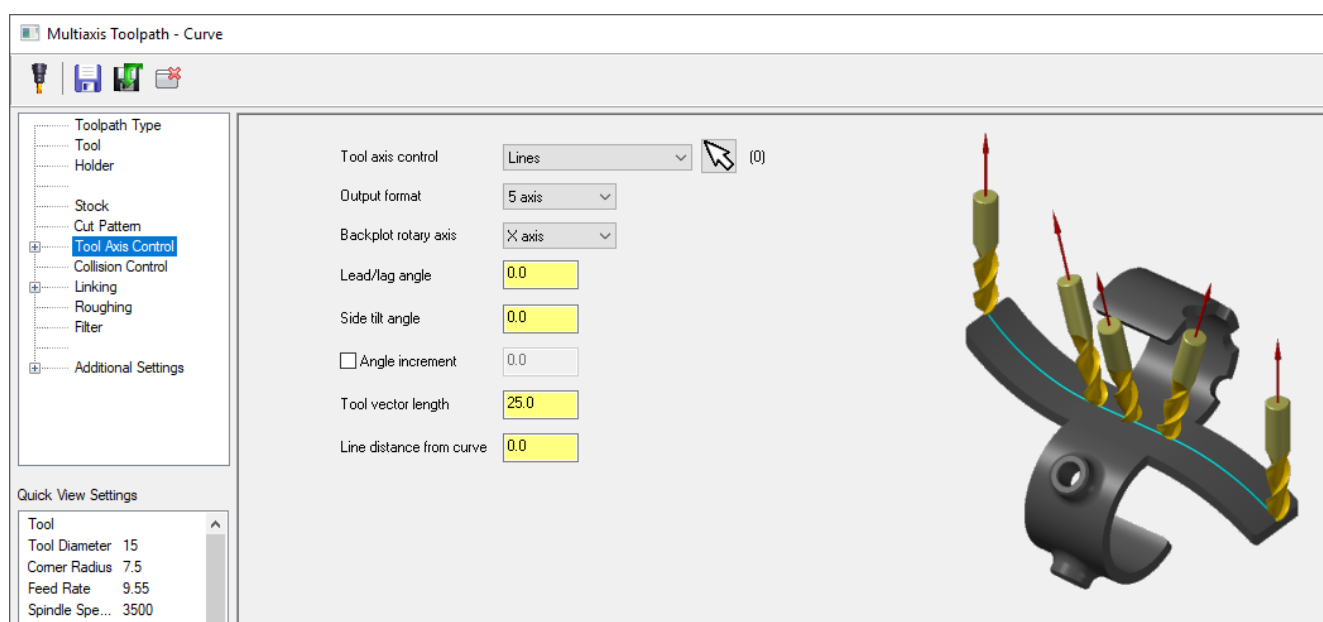 Multiaxis Toolpath - Curve
Toolpath Type
Tool
Holder
Stock
Cut Pattern
Tool Axis Control
Collision Control
Linking
Roughing
Filter
Additional Settings
Quick View Settings
Tool
Tool Diameter 15
Corner Radius 7.5
Feed Rate 9.55
Spindle Spe... 3500
Tool axis control Lines (0)
Output format 5 axis
Backplot rotary axis X axis
Lead/lag angle 0.0
Side tilt angle 0.0
Angle increment 0.0
Tool vector length 25.0
Line distance from curve 0.0